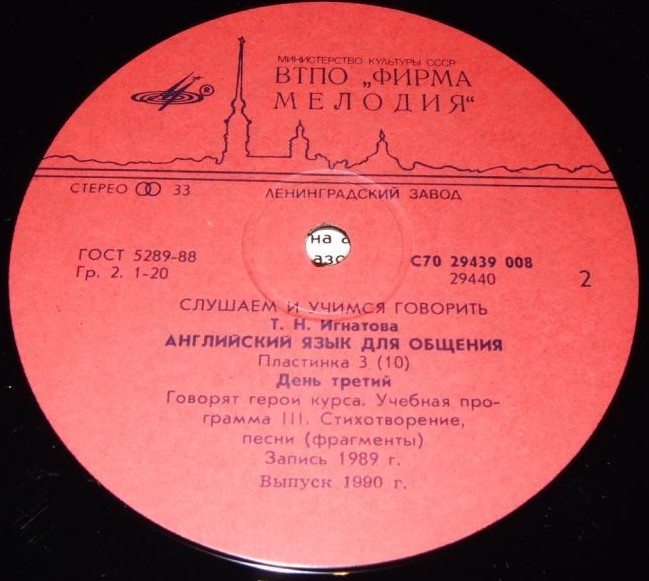 МИНИСТЕРСТВО КУЛЬТУРЫ СССР
ВТПО „ФИРМА
МЕЛОДИЯ“
®
СТЕРЕО 33
ЛЕНИНГРАДСКИЙ ЗАВОД
ГОСТ 5289-88
Гр. 2. 1-20
на а
азо
С70 29439 008
29440
2
СЛУШАЕМ И УЧИМСЯ ГОВОРИТЬ
Т. Н. Игнатова
АНГЛИЙСКИЙ ЯЗЫК ДЛЯ ОБЩЕНИЯ
Пластинка 3 (10)
День третий
Говорят герои курса. Учебная про-
грамма III. Стихотворение,
песни (фрагменты)
Запись 1989 г.
Выпуск 1990 г.